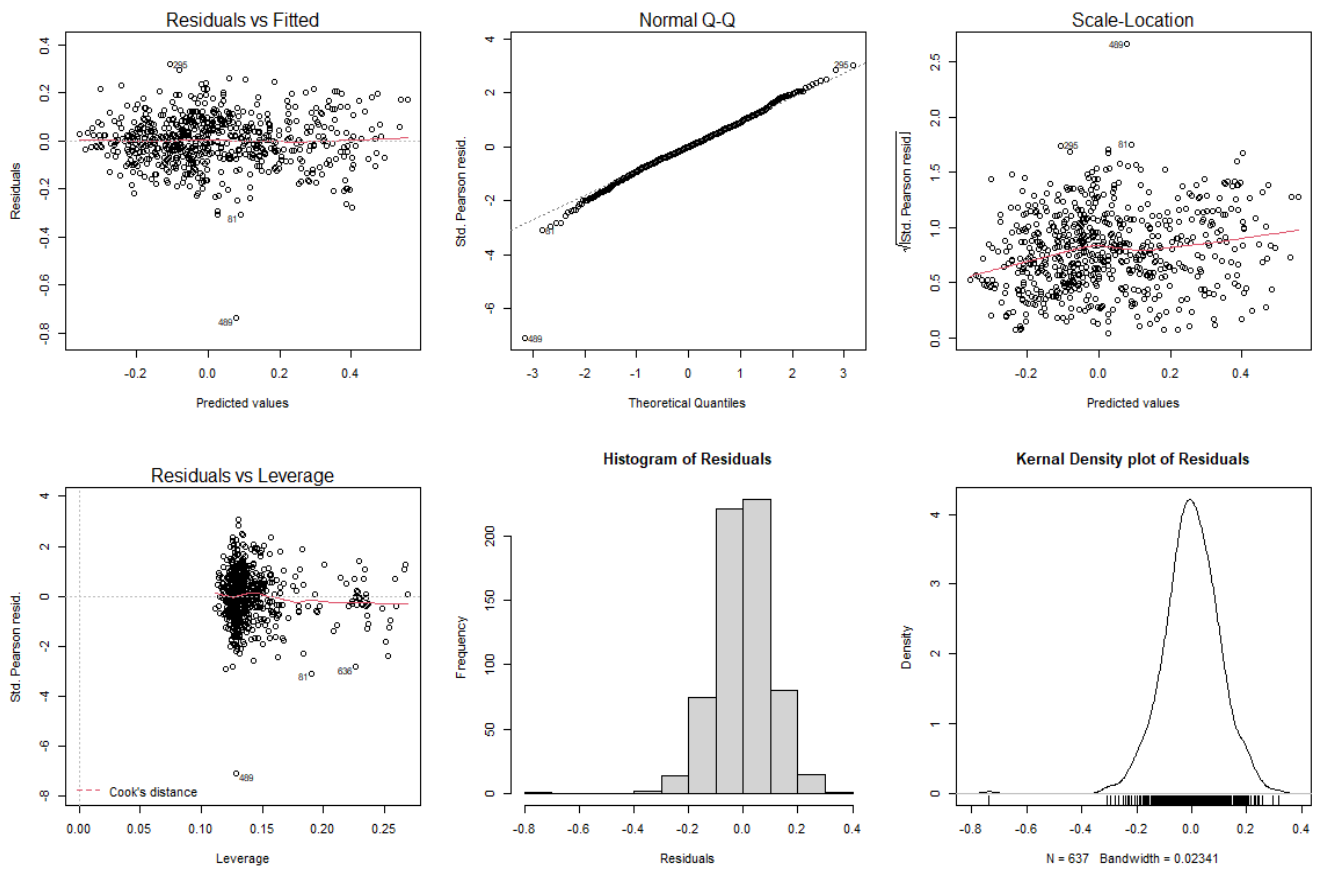 Residuals vs Fitted
Residuals
0.4
0.2
0.0
-0.2
-0.4
-0.6
-0.8
295
81
489
-0.2 0.0 0.2 0.4
Predicted values
Normal Q-Q
Std. Pearson resid.
4
2
0
-2
-4
-6
295
81
489
-3 -2 -1 0 1 2 3
Theoretical Quantiles
Scale-Location
√|Std. Pearson resid|
2.5
2.0
1.5
1.0
0.5
0.0
489
295
81
-0.2 0.0 0.2 0.4
Predicted values
Residuals vs Leverage
Std. Pearson resid.
4
2
0
-2
-4
-6
-8
81
636
489
Cook's distance
0.00 0.05 0.10 0.15 0.20 0.25
Leverage
Histogram of Residuals
Frequency
200
150
100
50
0
-0.8 -0.6 -0.4 -0.2 0.0 0.2 0.4
Residuals
Kernal Density plot of Residuals
Density
4
3
2
1
0
-0.8 -0.6 -0.4 -0.2 0.0 0.2 0.4
N = 637 Bandwidth = 0.02341